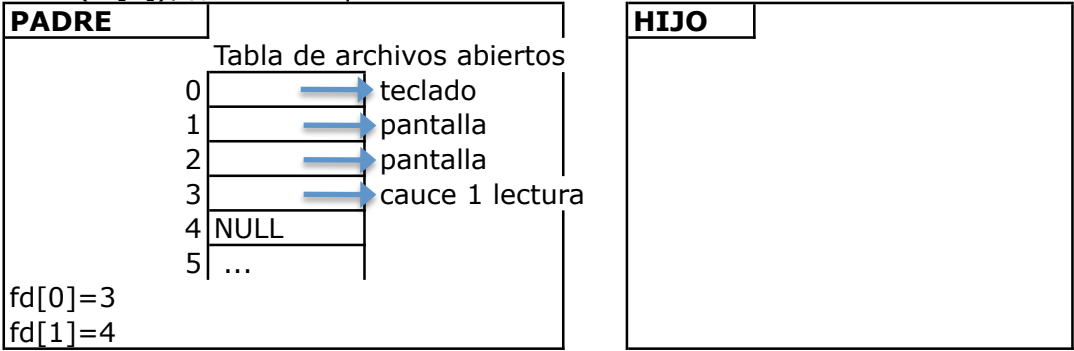 PADRE
HIJO
Tabla de archivos abiertos
0 teclado
1 pantalla
2 pantalla
3 cauce 1 lectura
4 NULL
5 ...
fd[0]=3
fd[1]=4